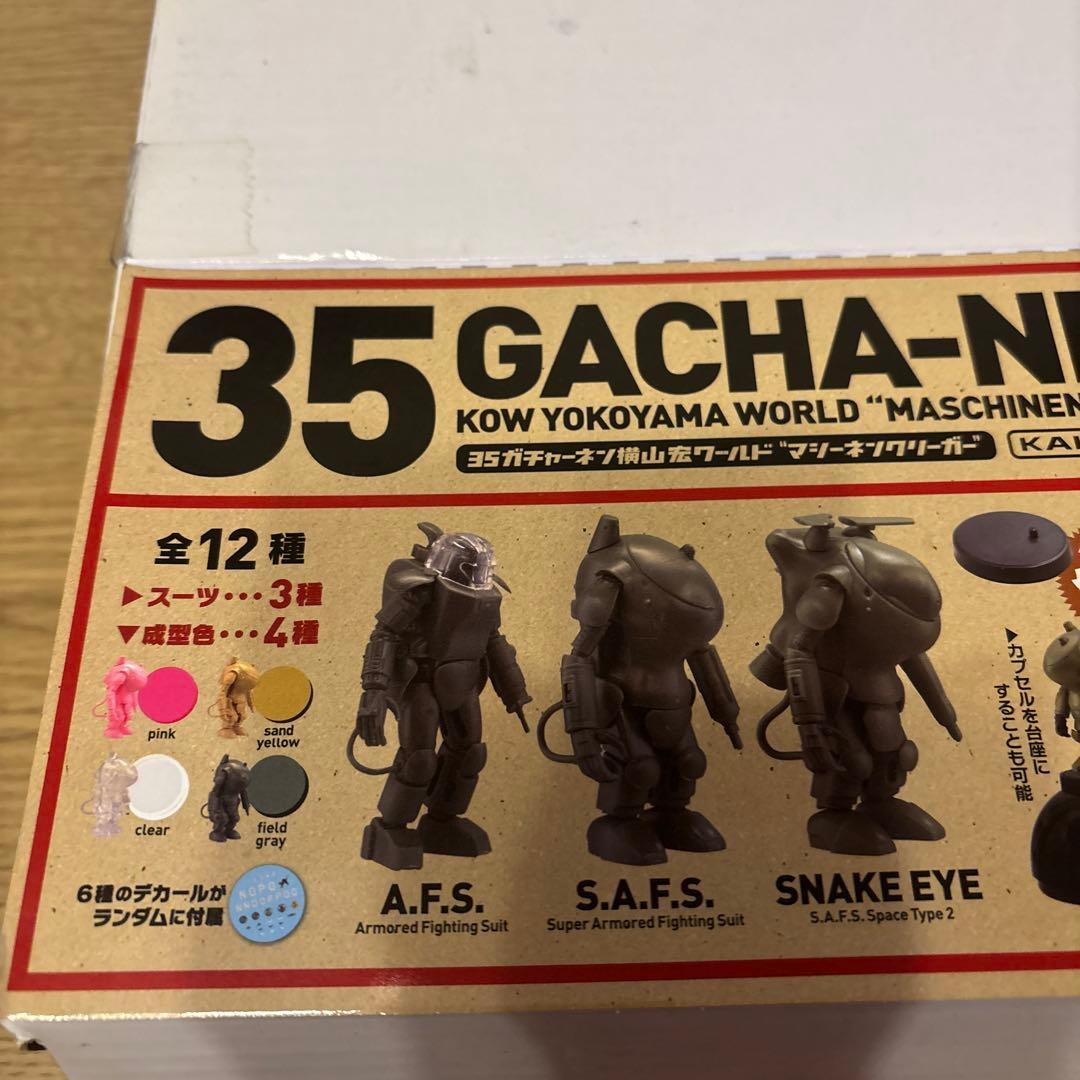 35 GACHA-N
KOW YOKOYAMA WORLD "MASCHINEN
35ガチャーネン横山宏ワールド"マシーネンクリーガー"
KAI
全12種
▶スーツ・・・3種
▼成型色・・・4種
pink
sand
yellow
clear
field
gray
6種のデカールが
ランダムに付属
A.F.S.
Armored Fighting Suit
S.A.F.S.
Super Armored Fighting Suit
SNAKE EYE
S.A.F.S. Space Type 2
▶カプセルを台座に
することも可能